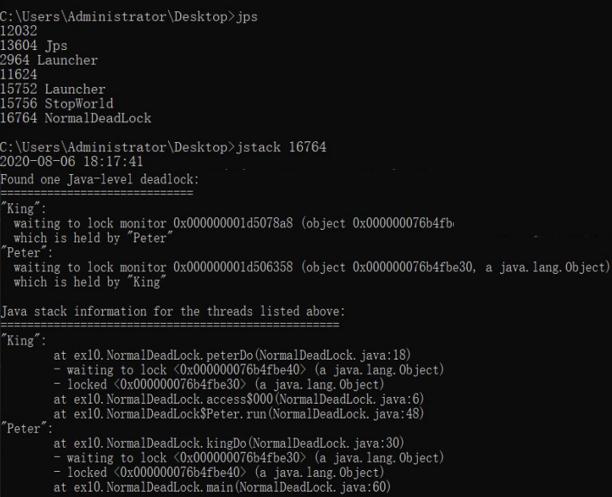 C:\Users\Administrator\Desktop>jps
12032
13604 Jps
2964 Launcher
11624
15752 Launcher
15756 StopWorld
16764 NormalDeadLock
C:\Users\Administrator\Desktop>jstack 16764
2020-08-06 18:17:41
Found one Java-level deadlock:
=============================
"King":
  waiting to lock monitor 0x000000001d5078a8 (object 0x000000076b4fb
  which is held by "Peter"
"Peter":
  waiting to lock monitor 0x000000001d506358 (object 0x000000076b4fbe30, a java.lang.Object)
  which is held by "King"
Java stack information for the threads listed above:
===================================================
"King":
        at ex10.NormalDeadLock.peterDo(NormalDeadLock.java:18)
        - waiting to lock <0x000000076b4fbe40> (a java.lang.Object)
        - locked <0x000000076b4fbe30> (a java.lang.Object)
        at ex10.NormalDeadLock.access$000(NormalDeadLock.java:6)
        at ex10.NormalDeadLock$Peter.run(NormalDeadLock.java:48)
"Peter":
        at ex10.NormalDeadLock.kingDo(NormalDeadLock.java:30)
        - waiting to lock <0x000000076b4fbe30> (a java.lang.Object)
        - locked <0x000000076b4fbe40> (a java.lang.Object)
        at ex10.NormalDeadLock.main(NormalDeadLock.java:60)